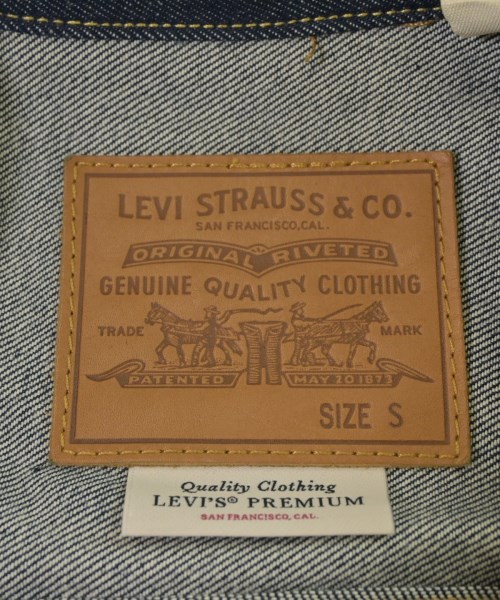 LEVI STRAUSS & CO.
SAN FRANCISCO, CAL.
ORIGINAL RIVETED
GENUINE QUALITY CLOTHING
TRADE MARK
PATENTED MAY 20 1873
SIZE S
Quality Clothing
LEVI'S® PREMIUM
SAN FRANCISCO, CAL.